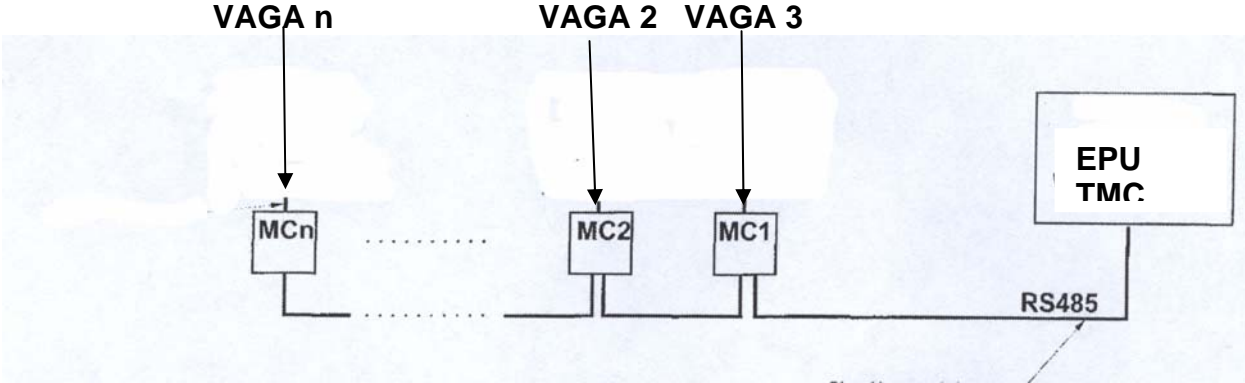 VAGA n VAGA 2 VAGA 3
EPU
TMC
MCn MC2 MC1
RS485